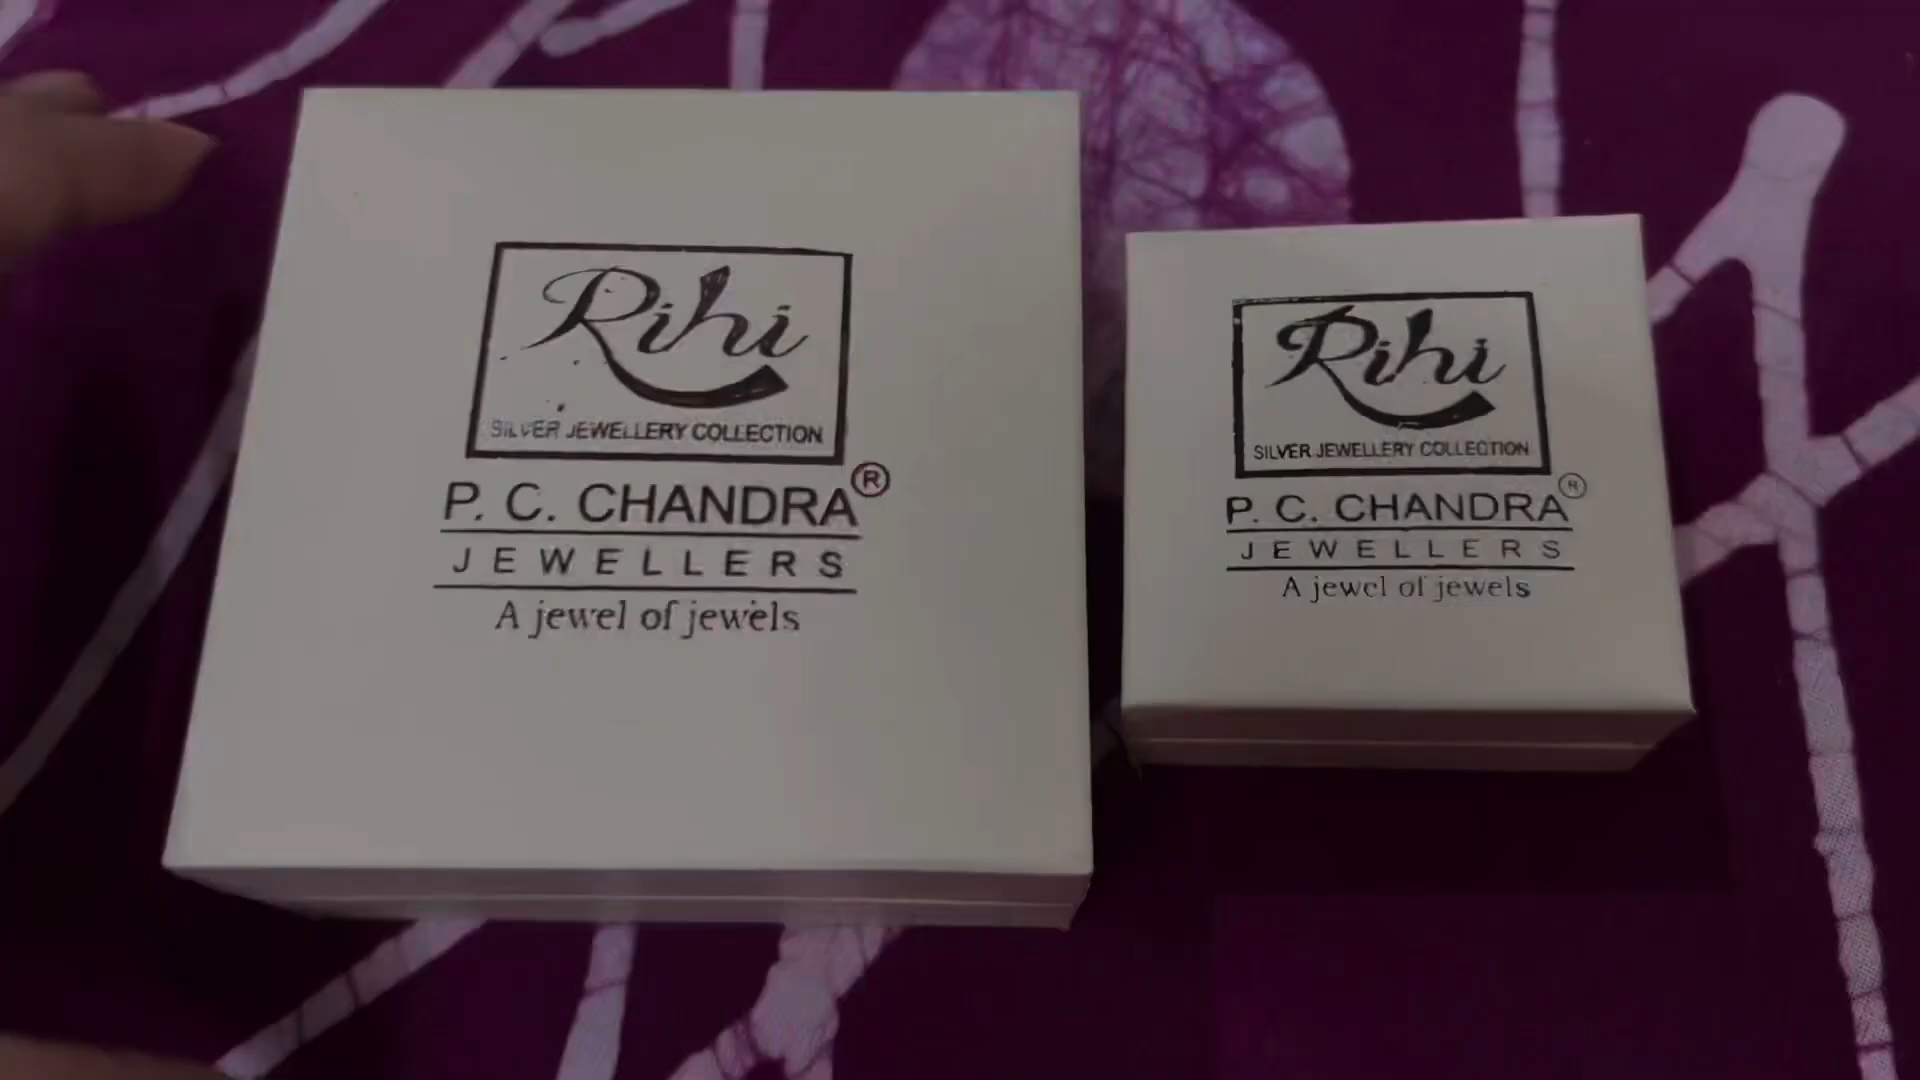 Rihi
SILVER JEWELLERY COLLECTION
P. C. CHANDRA®
JEWELLERS
A jewel of jewels
Rihi
SILVER JEWELLERY COLLECTION
P. C. CHANDRA®
JEWELLERS
A jewel of jewels